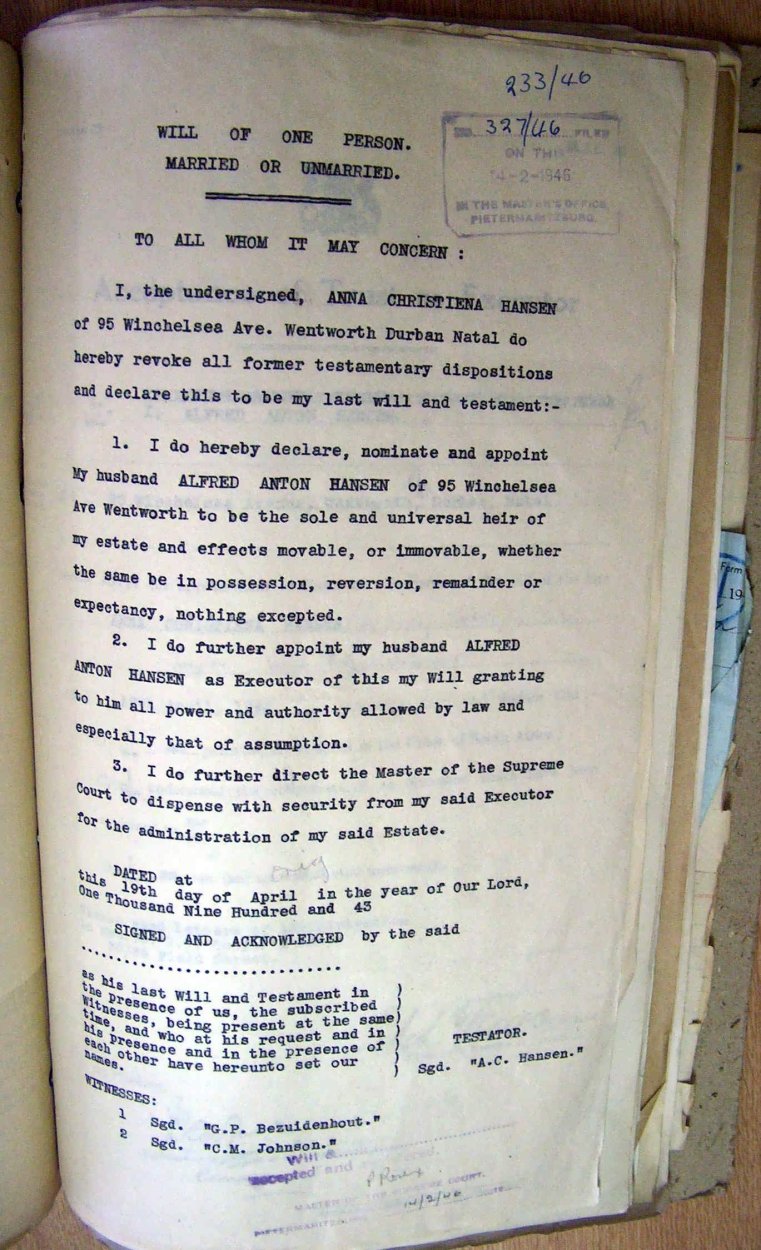 233/46
327/46
ON THIS
14-2-1946
IN THE MASTER'S OFFICE
PIETERMARITZBURG.
WILL OF ONE PERSON.
MARRIED OR UNMARRIED.
TO ALL WHOM IT MAY CONCERN :
I, the undersigned, ANNA CHRISTIENA HANSEN
of 95 Winchelsea Ave. Wentworth Durban Natal do
hereby revoke all former testamentary dispositions
and declare this to be my last will and testament:-
1. I do hereby declare, nominate and appoint
My husband ALFRED ANTON HANSEN of 95 Winchelsea
Ave Wentworth to be the sole and universal heir of
my estate and effects movable, or immovable, whether
the same be in possession, reversion, remainder or
expectancy, nothing excepted.
2. I do further appoint my husband ALFRED
ANTON HANSEN as Executor of this my Will granting
to him all power and authority allowed by law and
especially that of assumption.
3. I do further direct the Master of the Supreme
Court to dispense with security from my said Executor
for the administration of my said Estate.
DATED at
this 19th day of April in the year of Our Lord,
One Thousand Nine Hundred and 43
SIGNED AND ACKNOWLEDGED by the said
..............................
as his last Will and Testament in )
the presence of us, the subscribed )
Witnesses, being present at the same)
time, and who at his request and in )
his presence and in the presence of )
each other have hereunto set our )
names. )
TESTATOR.
Sgd. "A.C. Hansen."
WITNESSES:
1 Sgd. "G.P. Bezuidenhout."
2 Sgd. "C.M. Johnson."
Will &
accepted and
MASTER OF THE SUPREME COURT.
14/2/46
Form
19